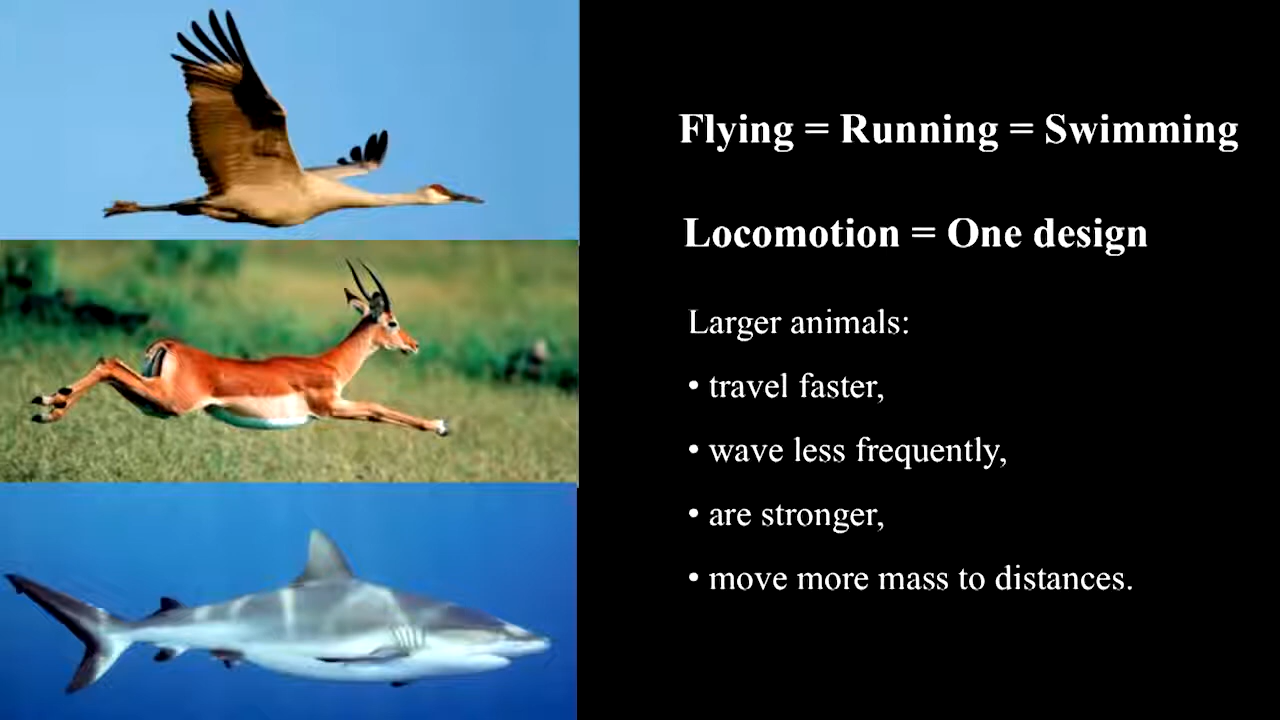 Flying = Running = Swimming
Locomotion = One design
Larger animals:
• travel faster,
• wave less frequently,
• are stronger,
• move more mass to distances.